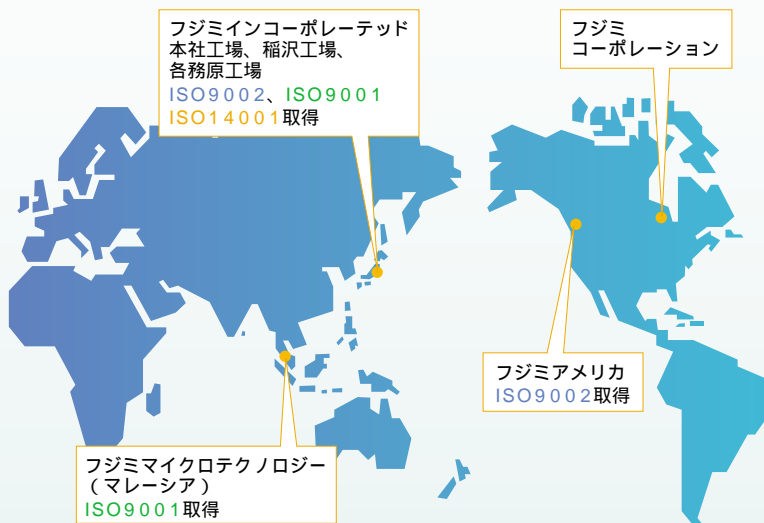 フジミインコーポレーテッド
本社工場、稲沢工場、
各務原工場
ISO9002、ISO9001
ISO14001取得
フジミ
コーポレーション
フジミアメリカ
ISO9002取得
フジミマイクロテクノロジー
（マレーシア）
ISO9001取得